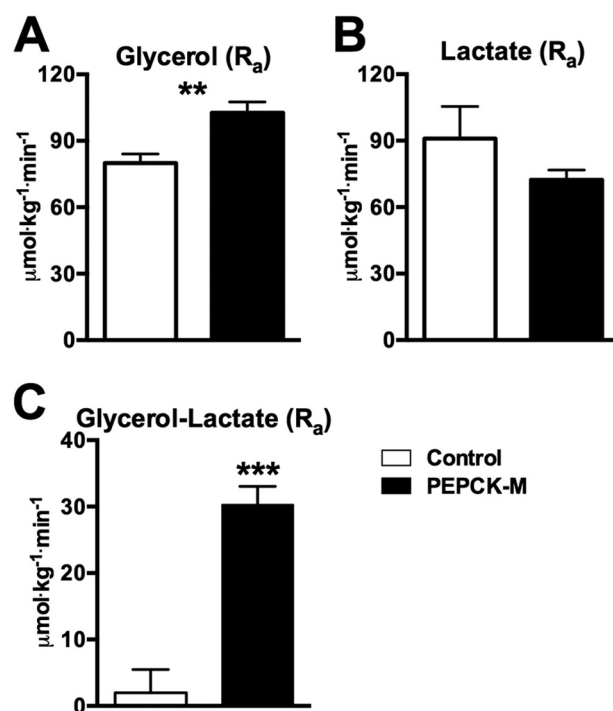 A
Glycerol (Ra)
**
120
90
60
30
0
μmol·kg-1·min-1
B
Lactate (Ra)
120
90
60
30
0
μmol·kg-1·min-1
C
Glycerol-Lactate (Ra)
***
40
30
20
10
0
μmol·kg-1·min-1
Control
PEPCK-M